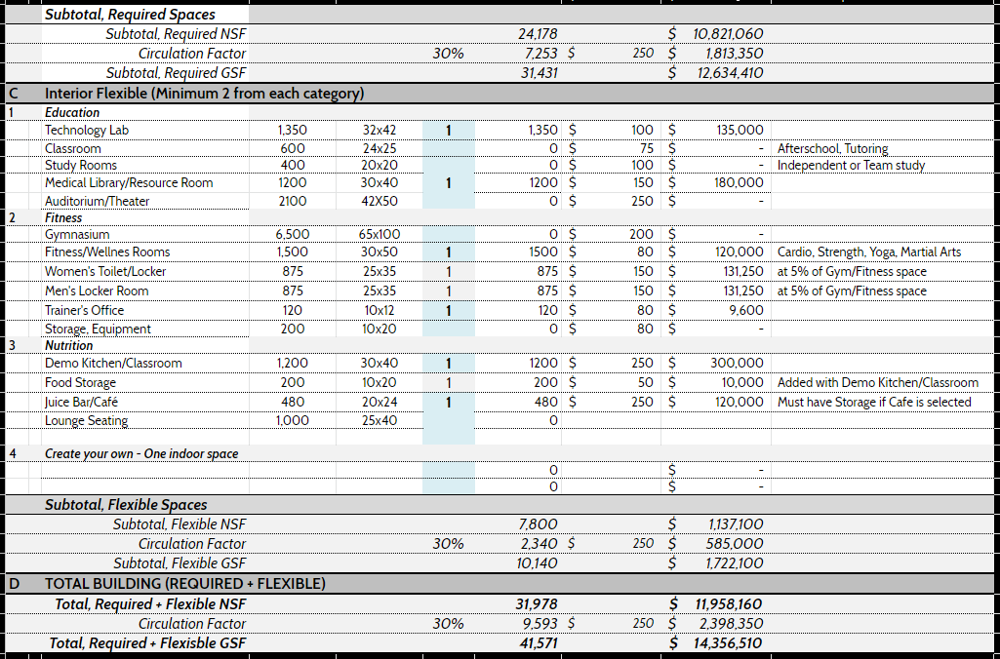 Subtotal, Required Spaces
Subtotal, Required NSF 24,178 $ 10,821,060
Circulation Factor 30% 7,253 $ 250 $ 1,813,350
Subtotal, Required GSF 31,431 $ 12,634,410
C Interior Flexible (Minimum 2 from each category)
1 Education
Technology Lab 1,350 32x42 1 1,350 $ 100 $ 135,000
Classroom 600 24x25 0 $ 75 $ - Afterschool, Tutoring
Study Rooms 400 20x20 0 $ 100 $ - Independent or Team study
Medical Library/Resource Room 1200 30x40 1 1200 $ 150 $ 180,000
Auditorium/Theater 2100 42X50 0 $ 250 $ -
2 Fitness
Gymnasium 6,500 65x100 0 $ 200 $ -
Fitness/Wellnes Rooms 1,500 30x50 1 1500 $ 80 $ 120,000 Cardio, Strength, Yoga, Martial Arts
Women's Toilet/Locker 875 25x35 1 875 $ 150 $ 131,250 at 5% of Gym/Fitness space
Men's Locker Room 875 25x35 1 875 $ 150 $ 131,250 at 5% of Gym/Fitness space
Trainer's Office 120 10x12 1 120 $ 80 $ 9,600
Storage, Equipment 200 10x20 0 $ 80 $ -
3 Nutrition
Demo Kitchen/Classroom 1,200 30x40 1 1200 $ 250 $ 300,000
Food Storage 200 10x20 1 200 $ 50 $ 10,000 Added with Demo Kitchen/Classroom
Juice Bar/Café 480 20x24 1 480 $ 250 $ 120,000 Must have Storage if Cafe is selected
Lounge Seating 1,000 25x40 0
4 Create your own - One indoor space
0 $ -
0 $ -
Subtotal, Flexible Spaces
Subtotal, Flexible NSF 7,800 $ 1,137,100
Circulation Factor 30% 2,340 $ 250 $ 585,000
Subtotal, Flexible GSF 10,140 $ 1,722,100
D TOTAL BUILDING (REQUIRED + FLEXIBLE)
Total, Required + Flexible NSF 31,978 $ 11,958,160
Circulation Factor 30% 9,593 $ 250 $ 2,398,350
Total, Required + Flexisble GSF 41,571 $ 14,356,510